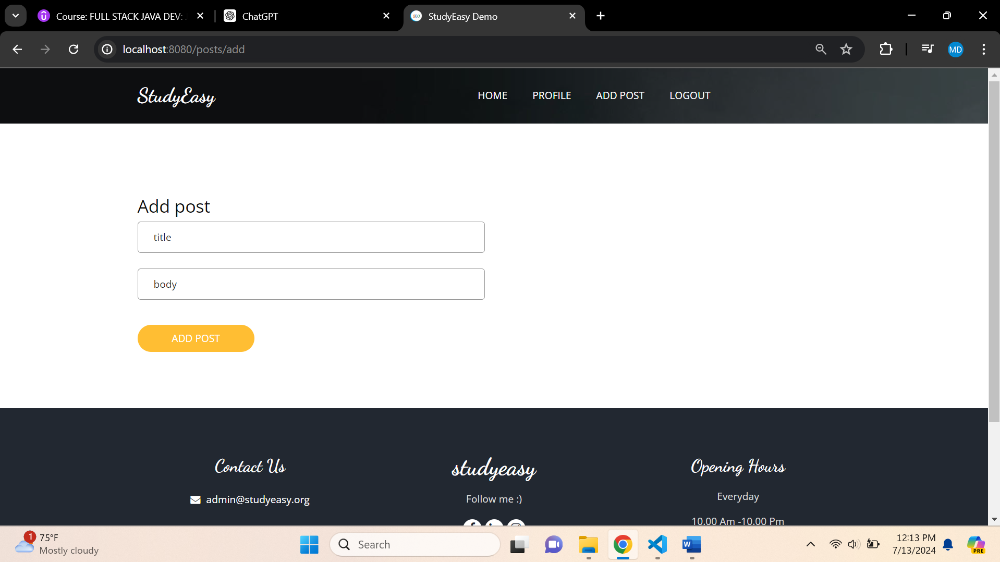 Course: FULL STACK JAVA DEV:
ChatGPT
StudyEasy Demo
localhost:8080/posts/add
MD
StudyEasy
HOME PROFILE ADD POST LOGOUT
Add post
title
body
ADD POST
Contact Us
admin@studyeasy.org
studyeasy
Follow me :)
Opening Hours
Everyday
10.00 Am -10.00 Pm
1
75°F
Mostly cloudy
Search
12:13 PM
7/13/2024
PRE